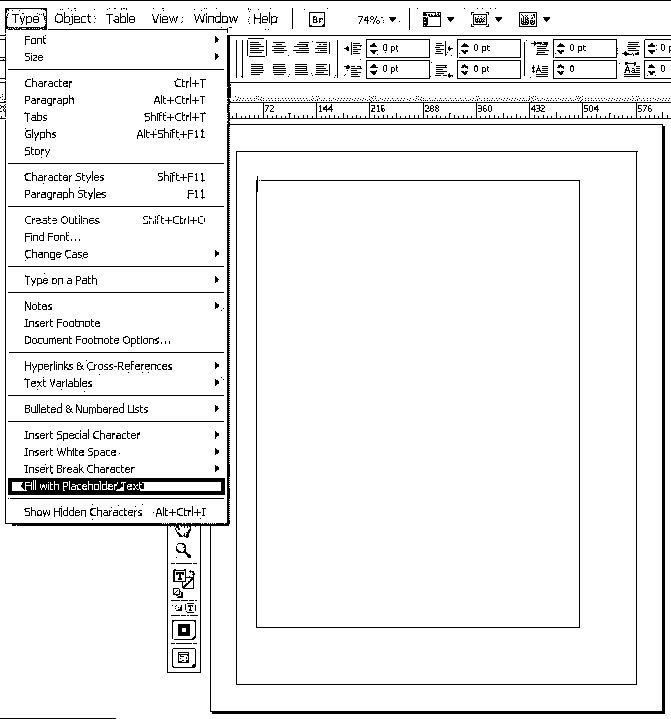 Type Object Table View Window Help Br 74%
Font
Size
0 pt 0 pt 0 pt 0 p
0 pt 0 pt 0 0
Character Ctrl+T
Paragraph Alt+Ctrl+T
Tabs Shift+Ctrl+T
Glyphs Alt+Shift+F11
Story
72 144 216 288 360 432 504 576
Character Styles Shift+F11
Paragraph Styles F11
Create Outlines Shift+Ctrl+O
Find Font...
Change Case
Type on a Path
Notes
Insert Footnote
Document Footnote Options...
Hyperlinks & Cross-References
Text Variables
Bulleted & Numbered Lists
Insert Special Character
Insert White Space
Insert Break Character
Fill with Placeholder Text
Show Hidden Characters Alt+Ctrl+I